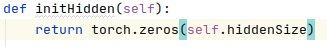 def initHidden(self):
    return torch.zeros(self.hiddenSize)